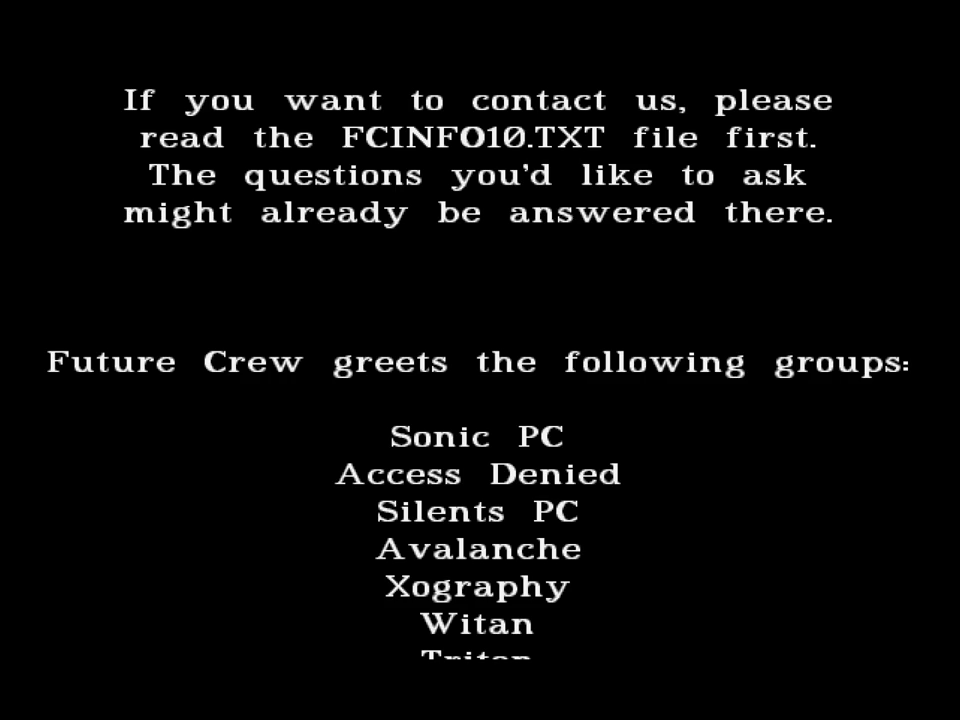 If you want to contact us, please
read the FCINFO10.TXT file first.
The questions you'd like to ask
might already be answered there.
Future Crew greets the following groups:
Sonic PC
Access Denied
Silents PC
Avalanche
Xography
Witan
Triton